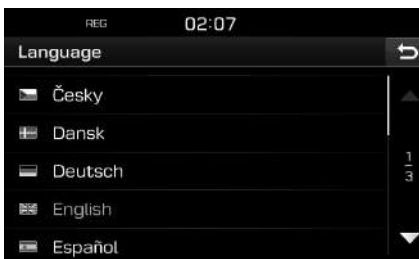 REG 02:07
Language
Česky
Dansk
Deutsch
1
3
English
Español